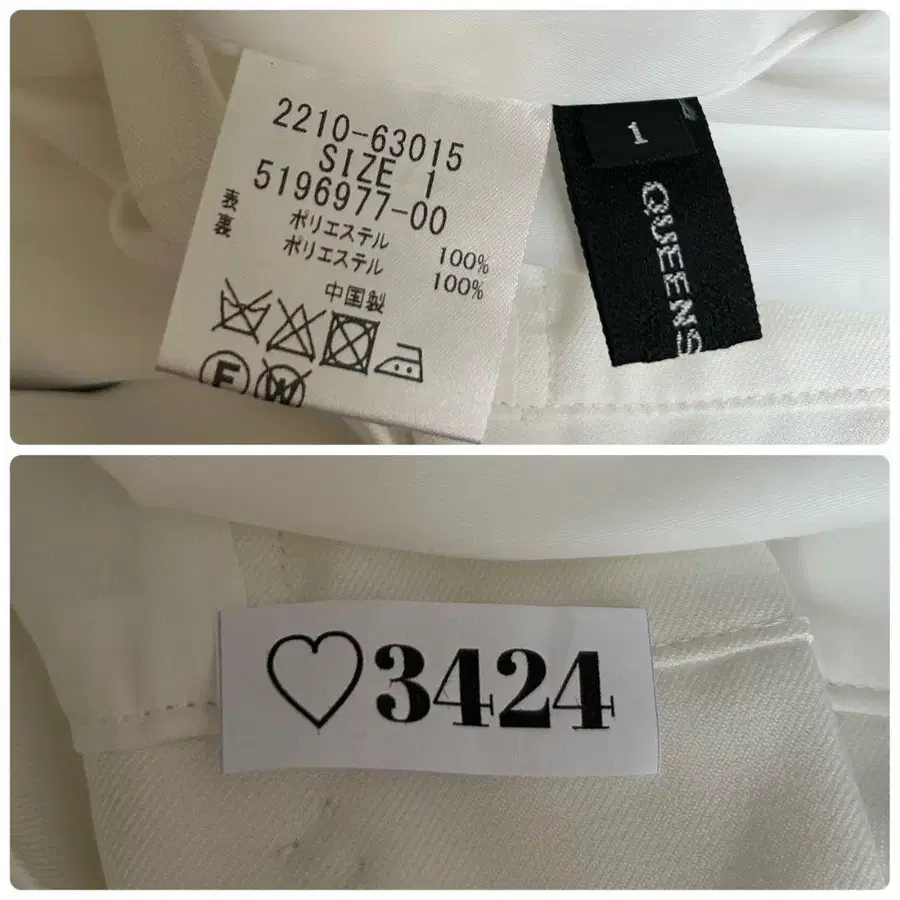 2210-63015
SIZE 1
5196977-00
表 ポリエステル 100%
裏 ポリエステル 100%
中国製
F W
1
QUEENS
♡3424